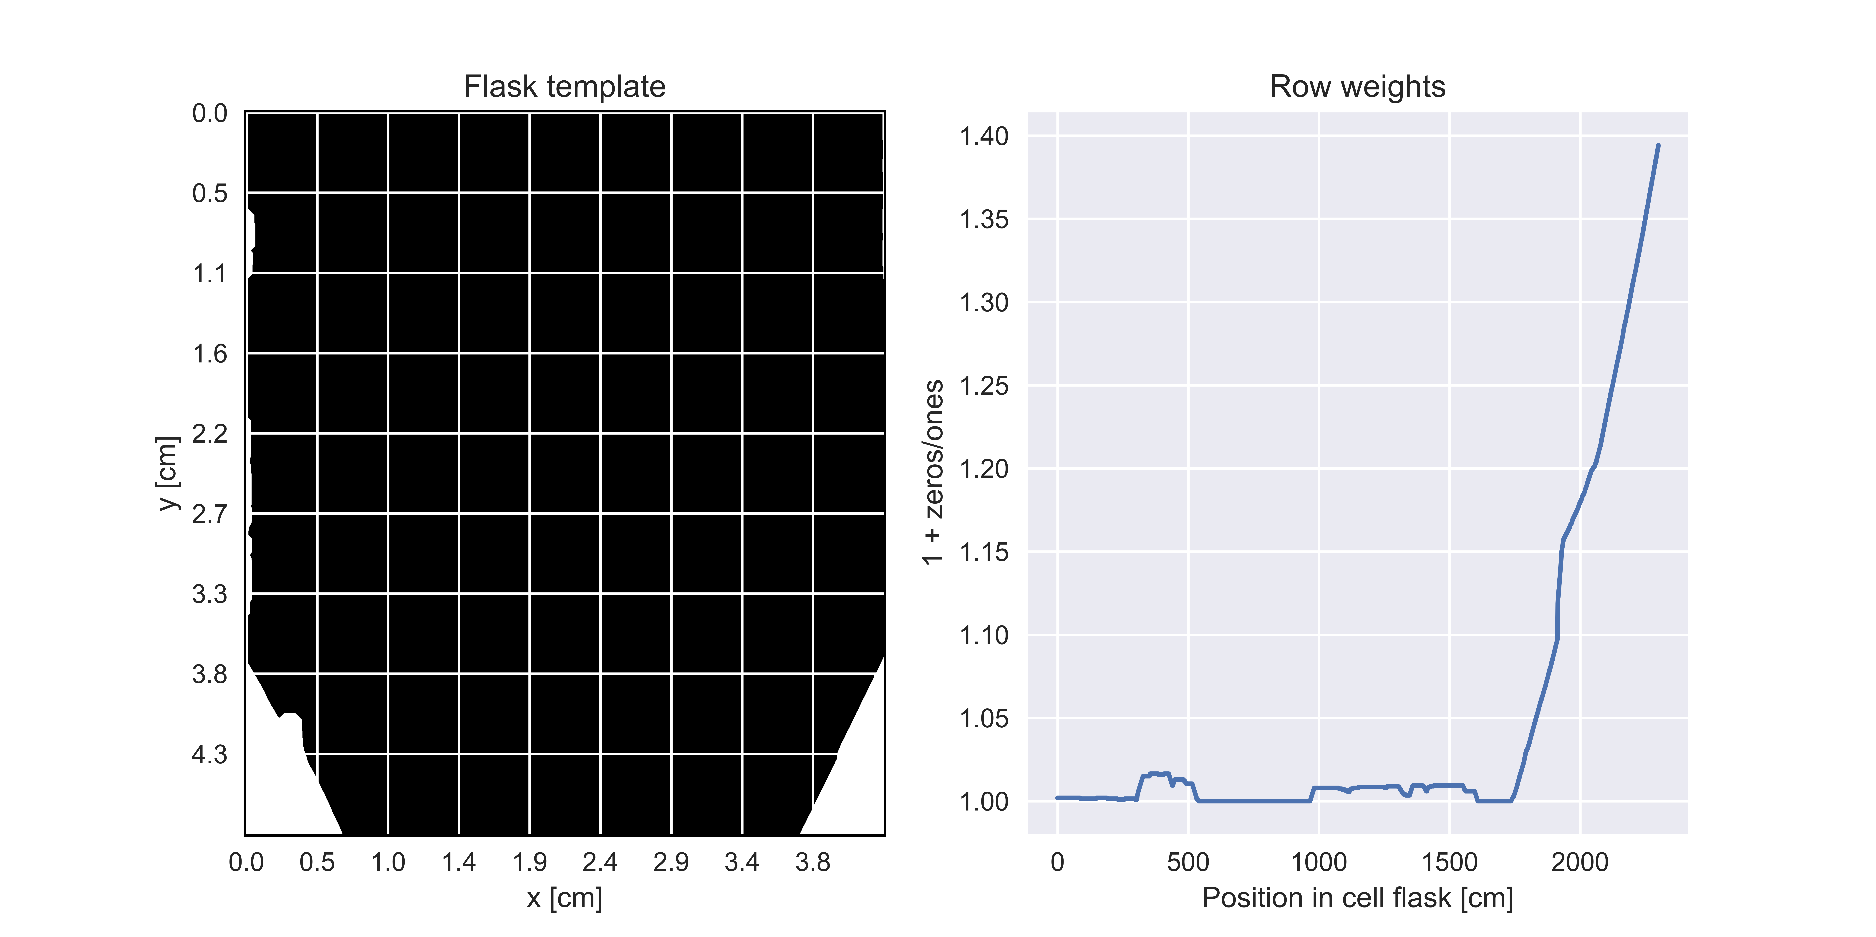 Flask template
0.0
0.5
1.1
1.6
2.2
2.7
3.3
3.8
4.3
y [cm]
0.0 0.5 1.0 1.4 1.9 2.4 2.9 3.4 3.8
x [cm]
Row weights
1.40
1.35
1.30
1.25
1.20
1.15
1.10
1.05
1.00
1 + zeros/ones
0 500 1000 1500 2000
Position in cell flask [cm]